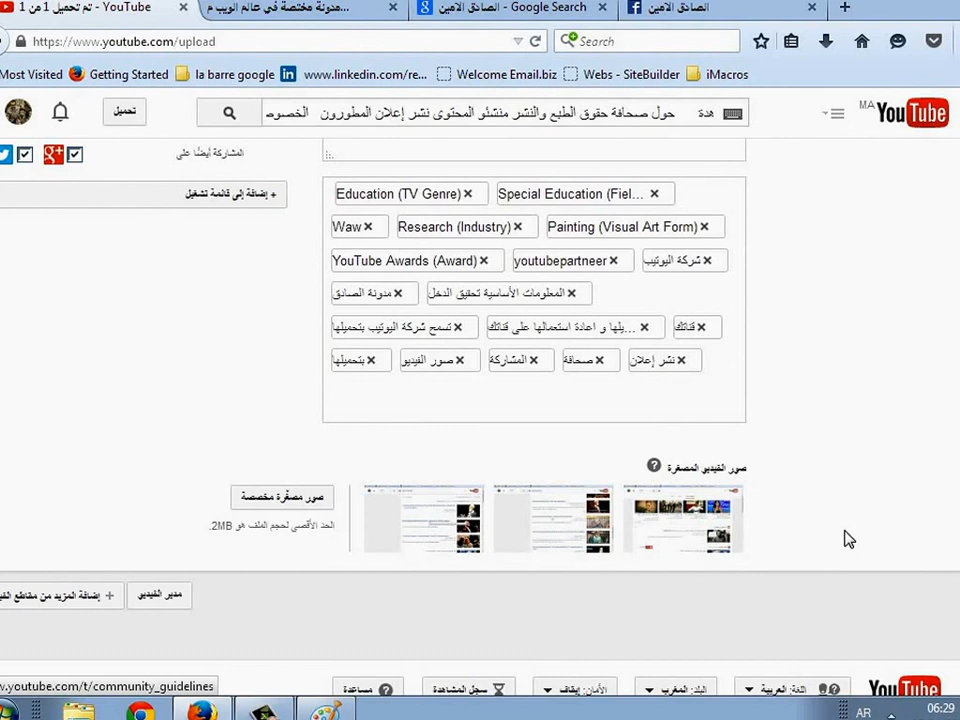 تم تحميل 1 من 1 - YouTube
مدونة مختصة في عالم الويب م...
الصادق الامين - Google Search
الصادق الامين
https://www.youtube.com/upload
Search
Most Visited
Getting Started
la barre google
www.linkedin.com/re...
Welcome Email.biz
Webs - SiteBuilder
iMacros
تحميل
هدة حول صحافة حقوق الطبع والنشر منشئو المحتوى نشر إعلان المطورون الخصوص
MA
YouTube
المشاركة أيضًا على
+ إضافة إلى قائمة تشغيل
Education (TV Genre)
Special Education (Fiel...
Waw
Research (Industry)
Painting (Visual Art Form)
YouTube Awards (Award)
youtubepartneer
شركة اليوتيب
مدونة الصادق
المعلومات الأساسية تحقيق الدخل
تسمح شركة اليوتيب بتحميلها
يلها و اعادة استعمالها على قناتك...
قناتك
بتحميلها
صور الفيديو
المشاركة
صحافة
نشر إعلان
صور الفيديو المصغرة
صور مصغّرة مخصصة
الحد الأقصى لحجم الملف هو 2MB.
مدير الفيديو
+ إضافة المزيد من مقاطع الفي
w.youtube.com/t/community_guidelines
مساعدة
سجل المشاهدة
الأمان: إيقاف
البلد: المغرب
اللغة: العربية
YouTube
AR
06:29